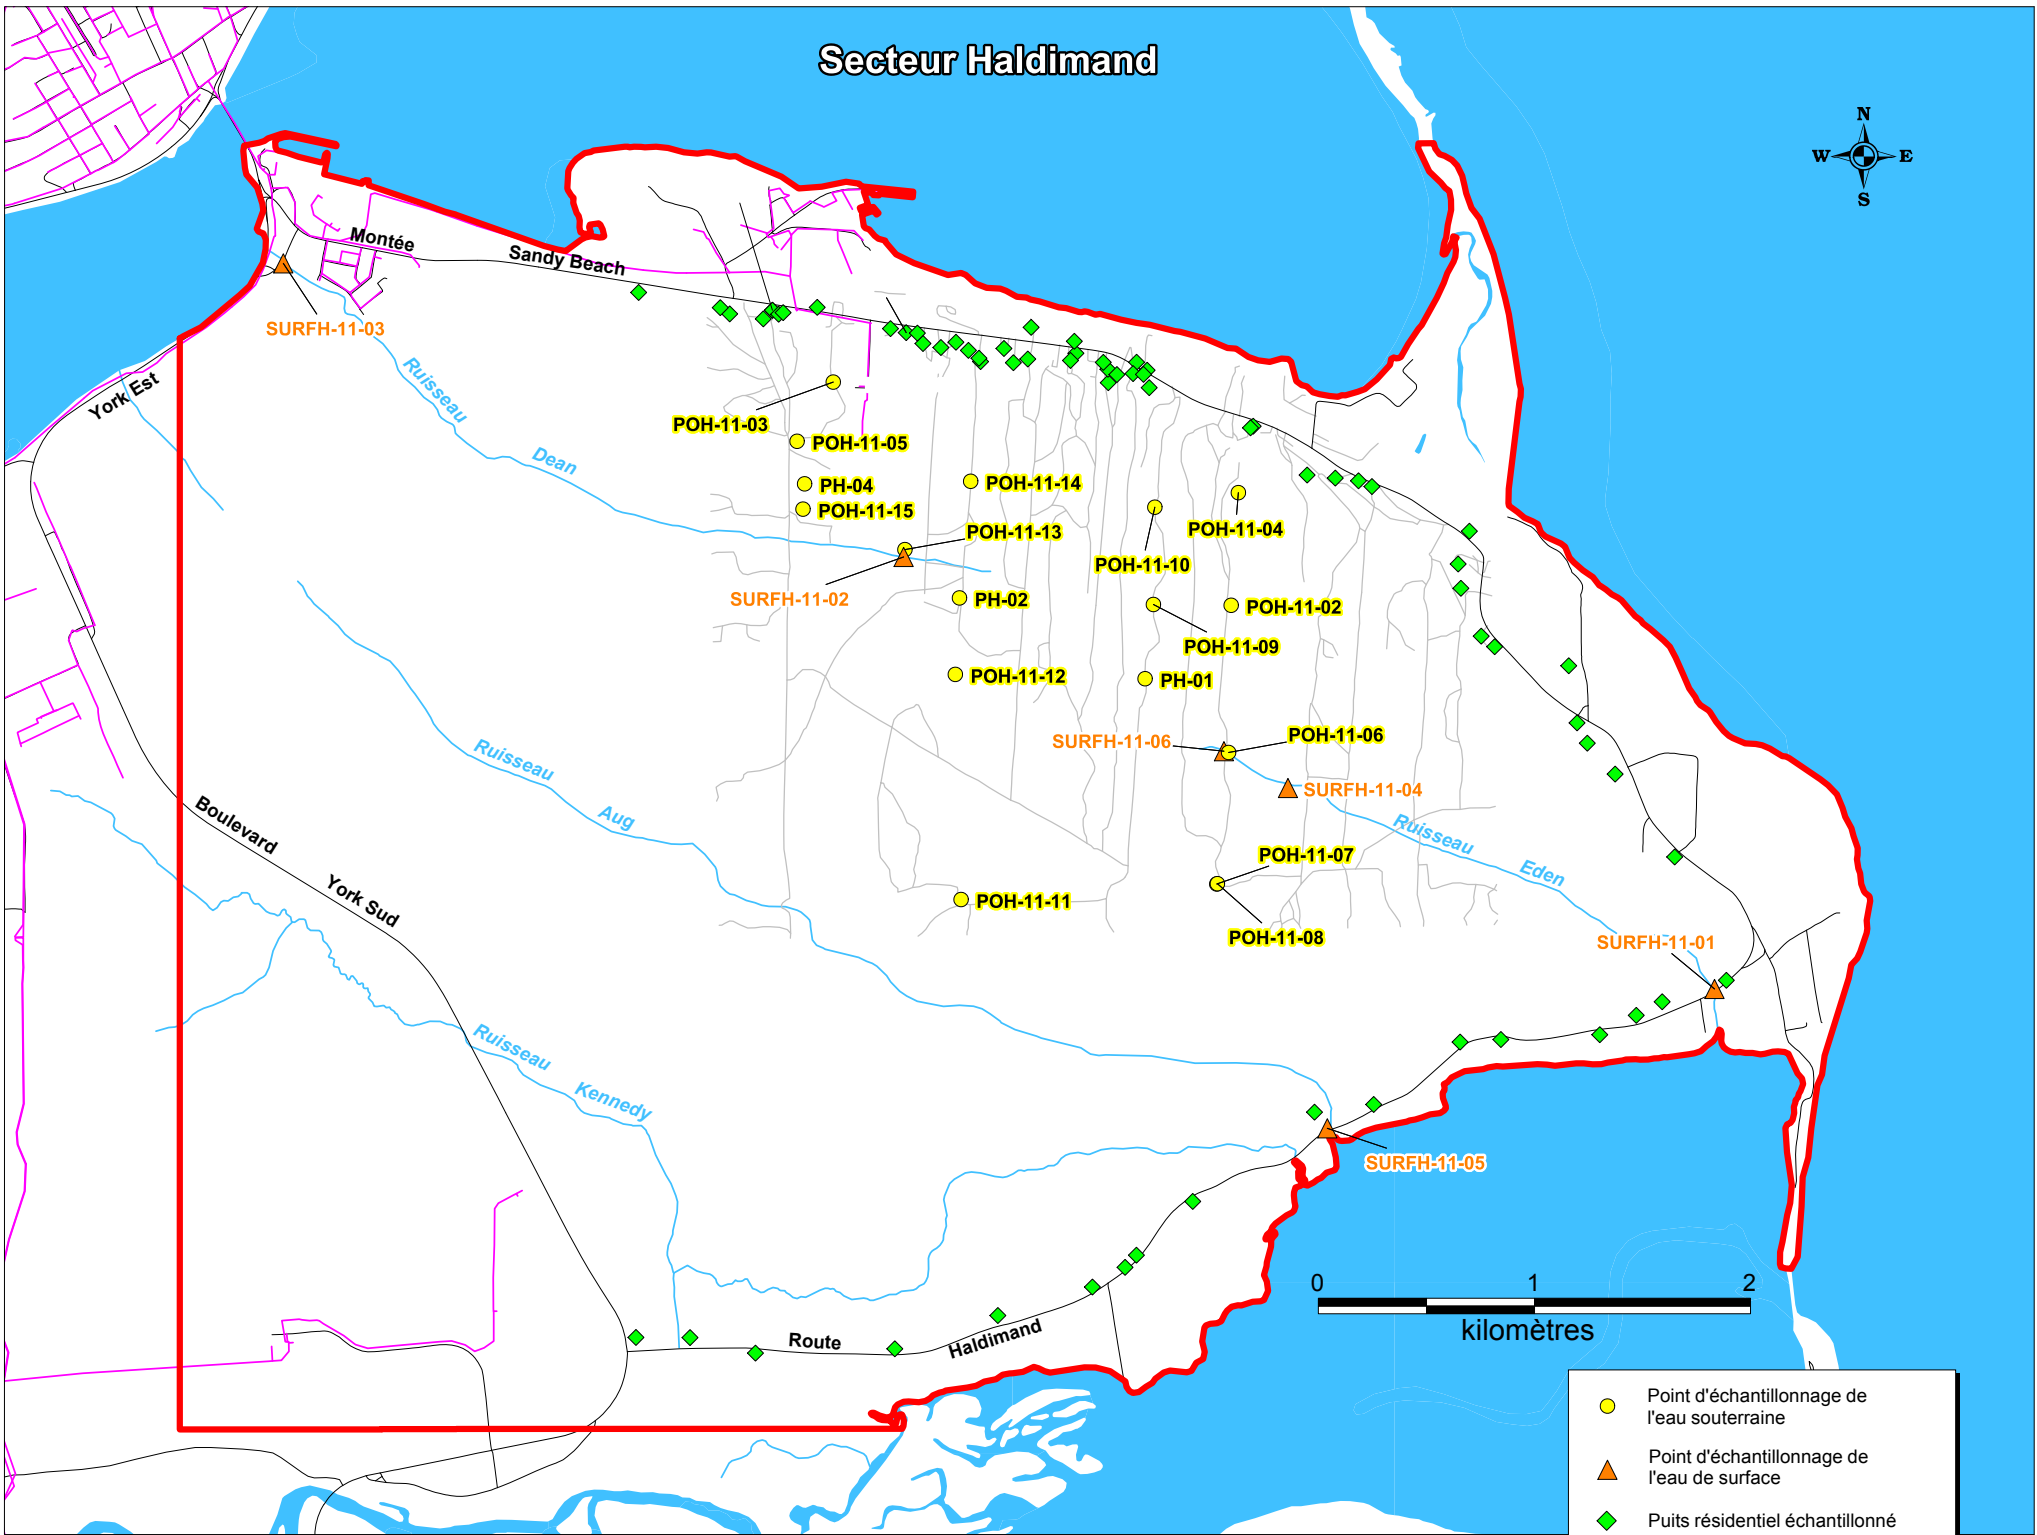 Secteur Haldimand
N
W E
S
Montée
Sandy Beach
SURFH-11-03
York Est
Ruisseau
Dean
POH-11-03
POH-11-05
PH-04
POH-11-15
POH-11-14
POH-11-13
SURFH-11-02
POH-11-04
POH-11-10
PH-02
POH-11-02
POH-11-09
POH-11-12
PH-01
SURFH-11-06
POH-11-06
SURFH-11-04
Ruisseau
Aug
Ruisseau
Eden
Boulevard
York Sud
POH-11-07
POH-11-11
POH-11-08
SURFH-11-01
Ruisseau
Kennedy
SURFH-11-05
Route
Haldimand
0 1 2
kilomètres
Point d'échantillonnage de
l'eau souterraine
Point d'échantillonnage de
l'eau de surface
Puits résidentiel échantillonné